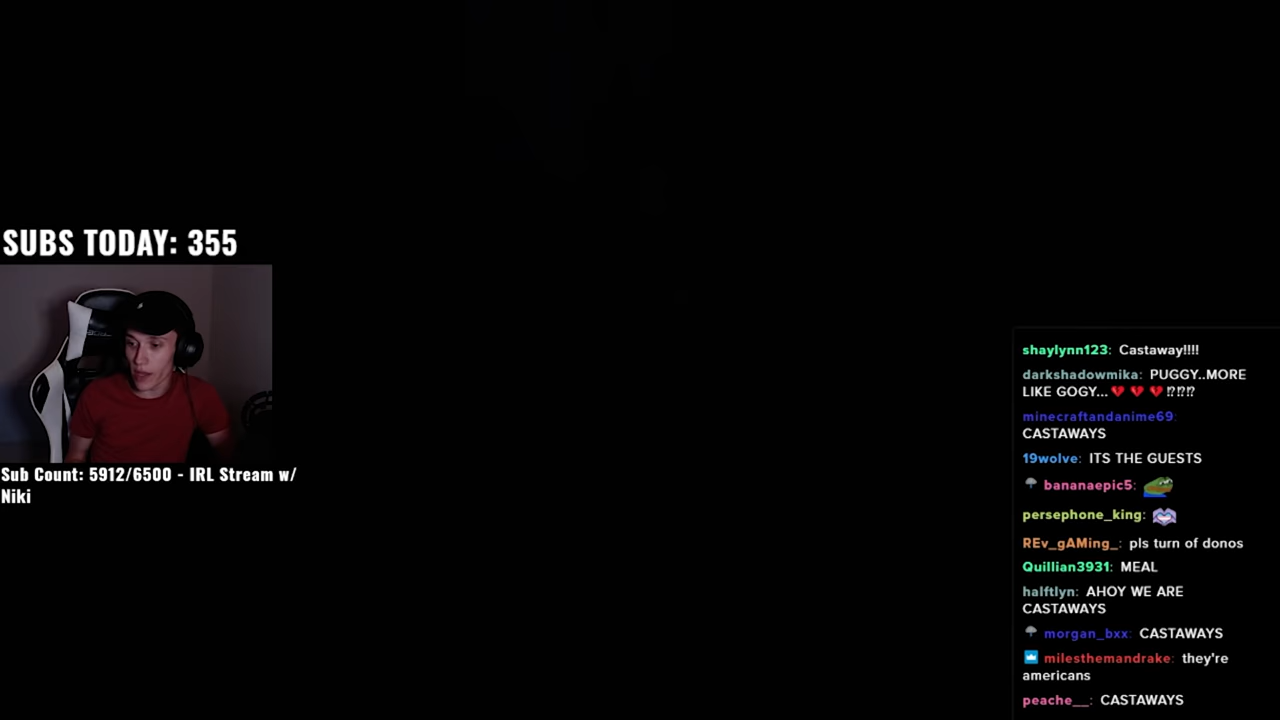 SUBS TODAY: 355
Sub Count: 5912/6500 - IRL Stream w/
Niki
shaylynn123: Castaway!!!!
darkshadowmika: PUGGY..MORE
LIKE GOGY...💔 💔 💔 ⁉⁇⁉⁇
minecraftandanime69:
CASTAWAYS
19wolve: ITS THE GUESTS
bananaepic5:
persephone_king:
REv_gAMing_: pls turn of donos
Quillian3931: MEAL
halftlyn: AHOY WE ARE
CASTAWAYS
morgan_bxx: CASTAWAYS
milesthemandrake: they're
americans
peache__: CASTAWAYS